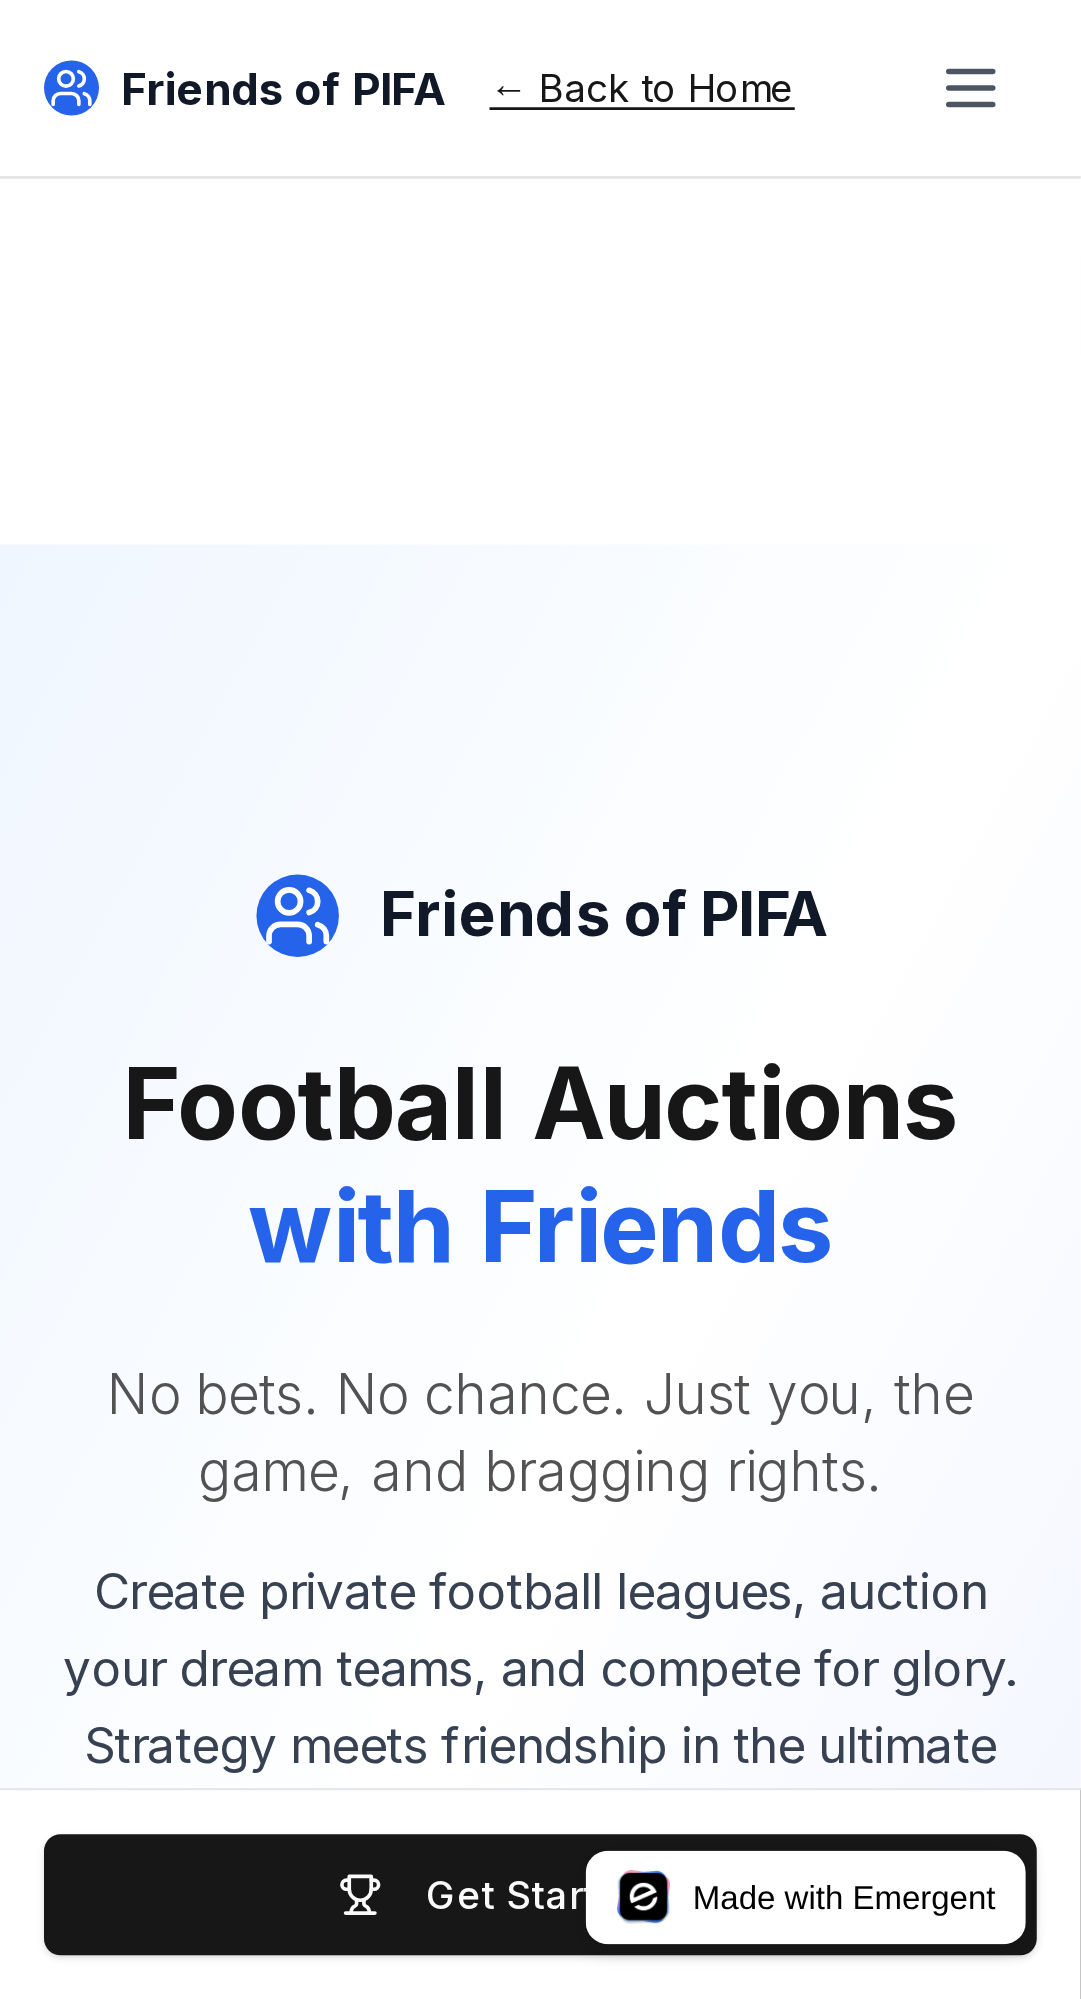 Friends of PIFA ← Back to Home
Friends of PIFA
Football Auctions
with Friends
No bets. No chance. Just you, the
game, and bragging rights.
Create private football leagues, auction
your dream teams, and compete for glory.
Strategy meets friendship in the ultimate
Get Star
Made with Emergent